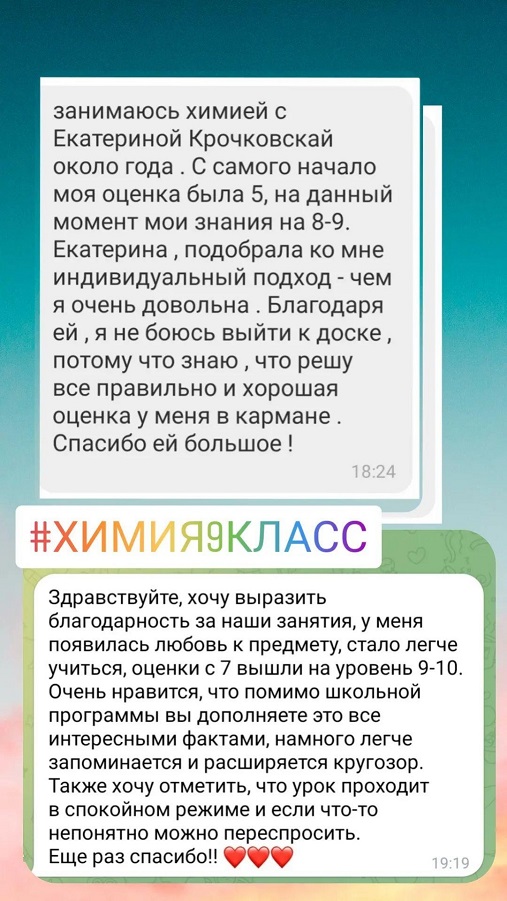 занимаюсь химией с
Екатериной Крочковскай
около года . С самого начало
моя оценка была 5, на данный
момент мои знания на 8-9.
Екатерина , подобрала ко мне
индивидуальный подход - чем
я очень довольна . Благодаря
ей , я не боюсь выйти к доске ,
потому что знаю , что решу
все правильно и хорошая
оценка у меня в кармане .
Спасибо ей большое !
18:24
#ХИМИЯ9КЛАСС
Здравствуйте, хочу выразить
благодарность за наши занятия, у меня
появилась любовь к предмету, стало легче
учиться, оценки с 7 вышли на уровень 9-10.
Очень нравится, что помимо школьной
программы вы дополняете это все
интересными фактами, намного легче
запоминается и расширяется кругозор.
Также хочу отметить, что урок проходит
в спокойном режиме и если что-то
непонятно можно переспросить.
Еще раз спасибо!! ❤️❤️❤️
19:19